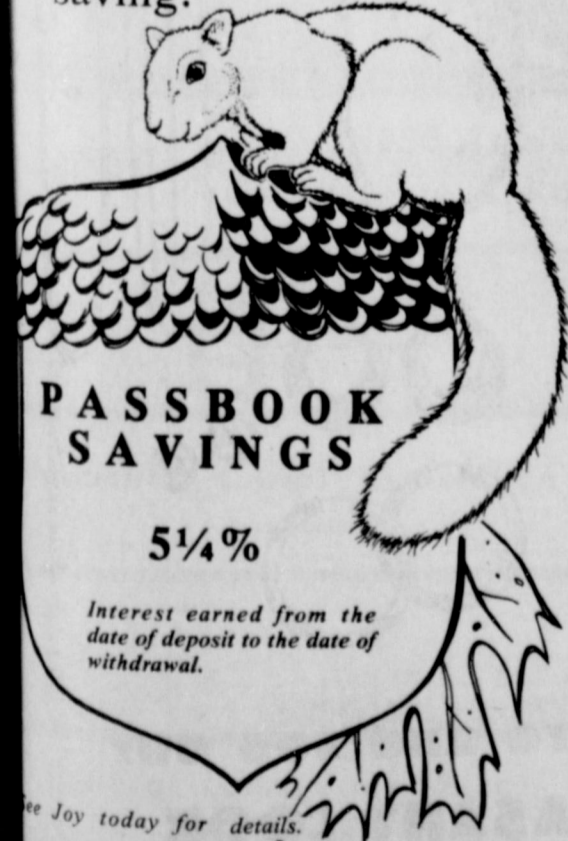 saving.
PASSBOOK
SAVINGS
5¼%
Interest earned from the
date of deposit to the date of
withdrawal.
Joy today for details.